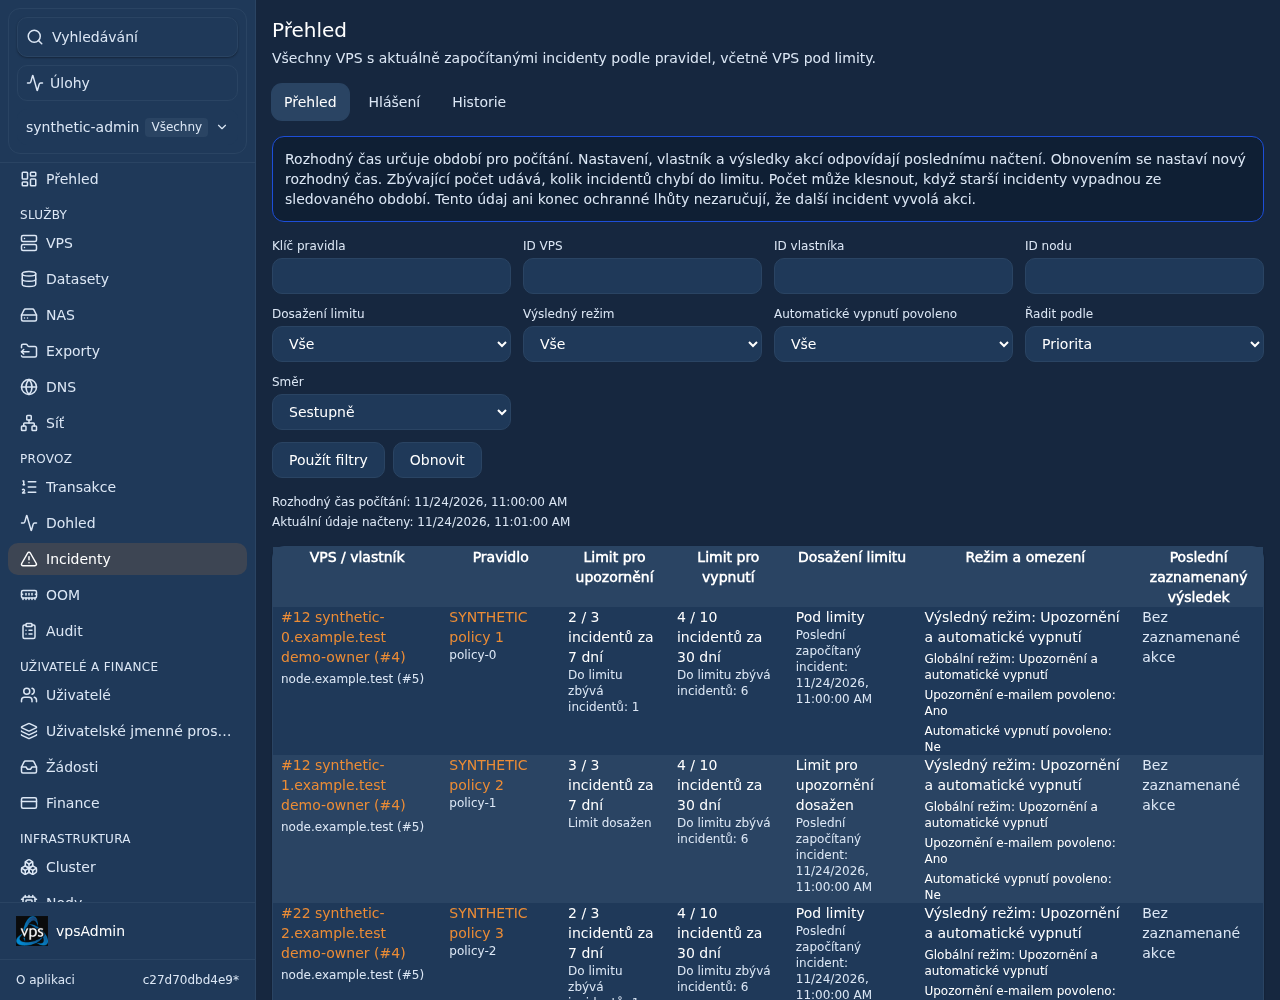 Vyhledávání
Úlohy
synthetic-admin Všechny
Přehled
SLUŽBY
VPS
Datasety
NAS
Exporty
DNS
Síť
PROVOZ
Transakce
Dohled
Incidenty
OOM
Audit
UŽIVATELÉ A FINANCE
Uživatelé
Uživatelské jmenné pros…
Žádosti
Finance
INFRASTRUKTURA
Cluster
vps
vpsAdmin
O aplikaci c27d70dbd4e9*
Přehled
Všechny VPS s aktuálně započítanými incidenty podle pravidel, včetně VPS pod limity.
Přehled Hlášení Historie
Rozhodný čas určuje období pro počítání. Nastavení, vlastník a výsledky akcí odpovídají poslednímu načtení. Obnovením se nastaví nový
rozhodný čas. Zbývající počet udává, kolik incidentů chybí do limitu. Počet může klesnout, když starší incidenty vypadnou ze
sledovaného období. Tento údaj ani konec ochranné lhůty nezaručují, že další incident vyvolá akci.
Klíč pravidla ID VPS ID vlastníka ID nodu
Dosažení limitu Výsledný režim Automatické vypnutí povoleno Řadit podle
Vše Vše Vše Priorita
Směr
Sestupně
Použít filtry Obnovit
Rozhodný čas počítání: 11/24/2026, 11:00:00 AM
Aktuální údaje načteny: 11/24/2026, 11:01:00 AM
VPS / vlastník
Pravidlo
Limit pro
upozornění
Limit pro
vypnutí
Dosažení limitu
Režim a omezení
Poslední
zaznamenaný
výsledek
#12 synthetic-
0.example.test
demo-owner (#4)
node.example.test (#5)
SYNTHETIC
policy 1
policy-0
2 / 3
incidentů za
7 dní
Do limitu
zbývá
incidentů: 1
4 / 10
incidentů za
30 dní
Do limitu zbývá
incidentů: 6
Pod limity
Poslední
započítaný
incident:
11/24/2026,
11:00:00 AM
Výsledný režim: Upozornění
a automatické vypnutí
Globální režim: Upozornění a
automatické vypnutí
Upozornění e-mailem povoleno:
Ano
Automatické vypnutí povoleno:
Ne
Bez
zaznamenané
akce
#12 synthetic-
1.example.test
demo-owner (#4)
node.example.test (#5)
SYNTHETIC
policy 2
policy-1
3 / 3
incidentů za
7 dní
Limit dosažen
4 / 10
incidentů za
30 dní
Do limitu zbývá
incidentů: 6
Limit pro
upozornění
dosažen
Poslední
započítaný
incident:
11/24/2026,
11:00:00 AM
Výsledný režim: Upozornění
a automatické vypnutí
Globální režim: Upozornění a
automatické vypnutí
Upozornění e-mailem povoleno:
Ano
Automatické vypnutí povoleno:
Ne
Bez
zaznamenané
akce
#22 synthetic-
2.example.test
demo-owner (#4)
node.example.test (#5)
SYNTHETIC
policy 3
policy-2
2 / 3
incidentů za
7 dní
Do limitu
zbývá
4 / 10
incidentů za
30 dní
Do limitu zbývá
incidentů: 6
Pod limity
Poslední
započítaný
incident:
11/24/2026,
11:00:00 AM
Výsledný režim: Upozornění
a automatické vypnutí
Globální režim: Upozornění a
automatické vypnutí
Upozornění e-mailem povoleno:
Bez
zaznamenané
akce